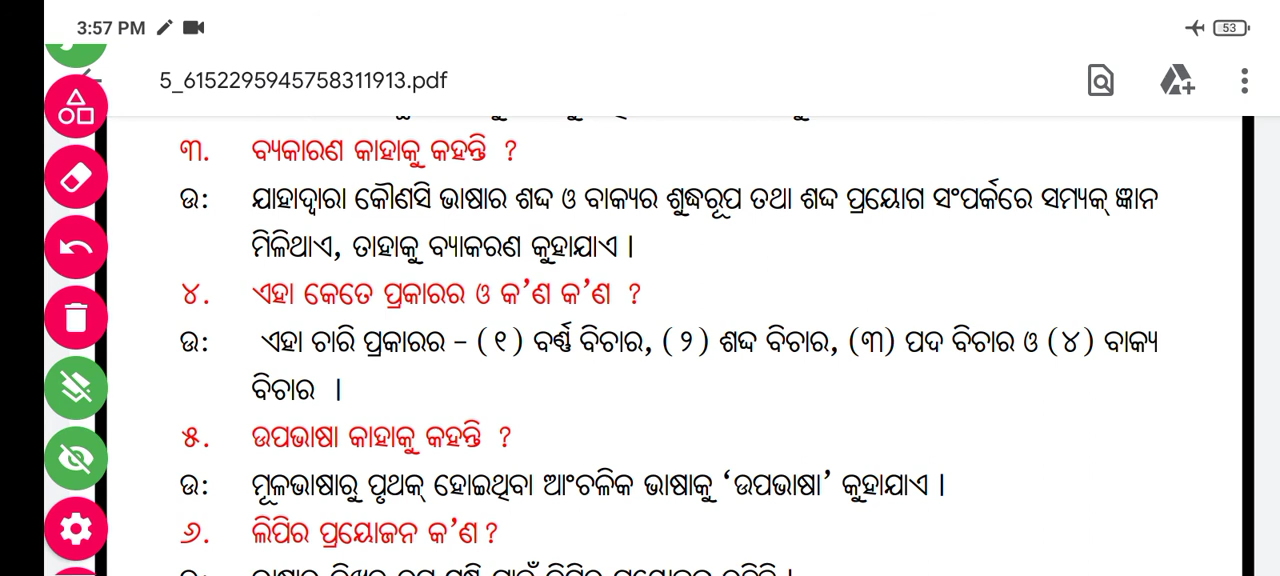 3:57 PM
53
5_6152295945758311913.pdf
୩. ବ୍ୟକାରଣ କାହାକୁ କହନ୍ତି ?
ଉ: ଯାହାଦ୍ୱାରା କୌଣସି ଭାଷାର ଶବ୍ଦ ଓ ବାକ୍ୟର ଶୁଦ୍ଧରୂପ ତଥା ଶବ୍ଦ ପ୍ରୟୋଗ ସଂପର୍କରେ ସମ୍ୟକ୍ ଜ୍ଞାନ
ମିଳିଥାଏ, ତାହାକୁ ବ୍ୟାକରଣ କୁହାଯାଏ ।
୪. ଏହା କେତେ ପ୍ରକାରର ଓ କ’ଣ କ’ଣ ?
ଉ: ଏହା ଚାରି ପ୍ରକାରର – (୧) ବର୍ଣ୍ଣ ବିଚାର, (୨) ଶବ୍ଦ ବିଚାର, (୩) ପଦ ବିଚାର ଓ (୪) ବାକ୍ୟ
ବିଚାର ।
୫. ଉପଭାଷା କାହାକୁ କହନ୍ତି ?
ଉ: ମୂଳଭାଷାରୁ ପୃଥକ୍ ହୋଇଥିବା ଆଂଚଳିକ ଭାଷାକୁ ‘ଉପଭାଷା’ କୁହାଯାଏ ।
୬. ଲିପିର ପ୍ରୟୋଜନ କ’ଣ ?